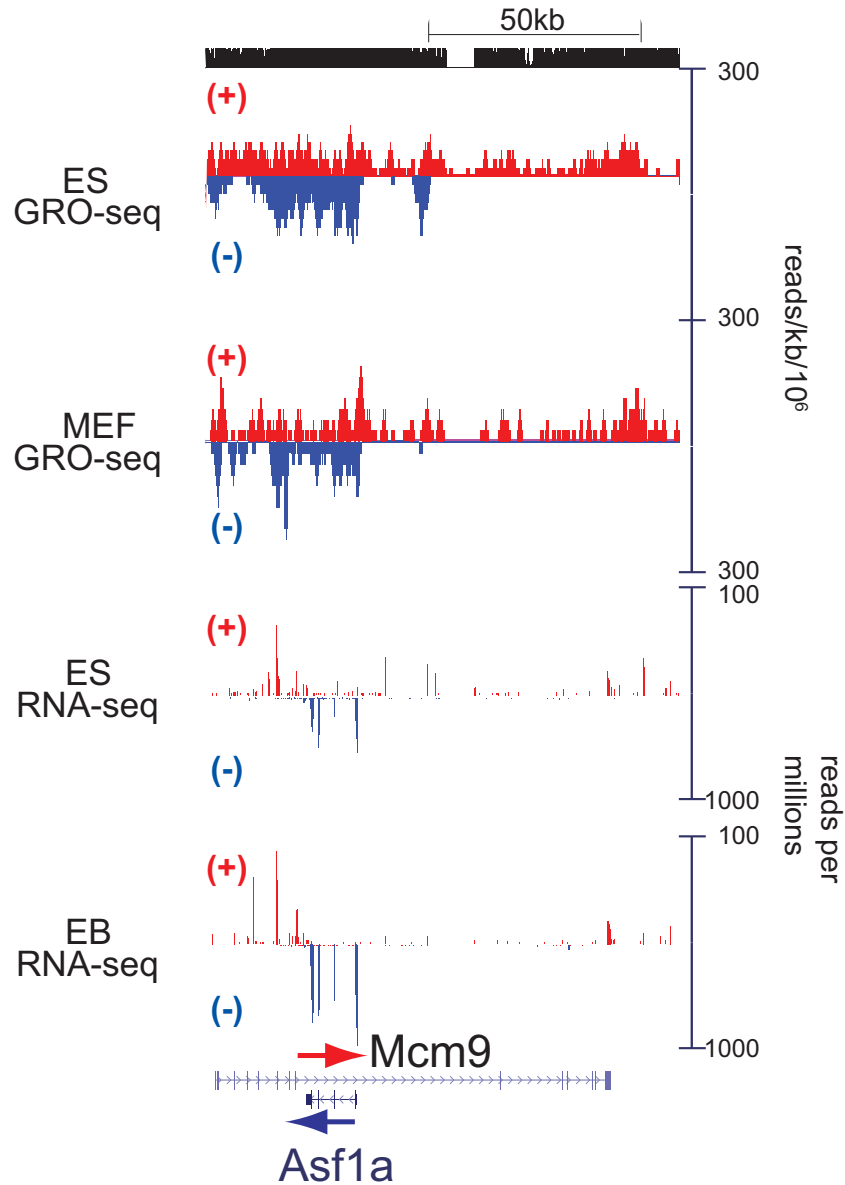 50kb
300
(+)
ES
GRO-seq
(-)
300
reads/kb/10⁶
(+)
MEF
GRO-seq
(-)
300
100
(+)
ES
RNA-seq
(-)
1000
reads per
millions
100
(+)
EB
RNA-seq
(-)
1000
Mcm9
Asf1a